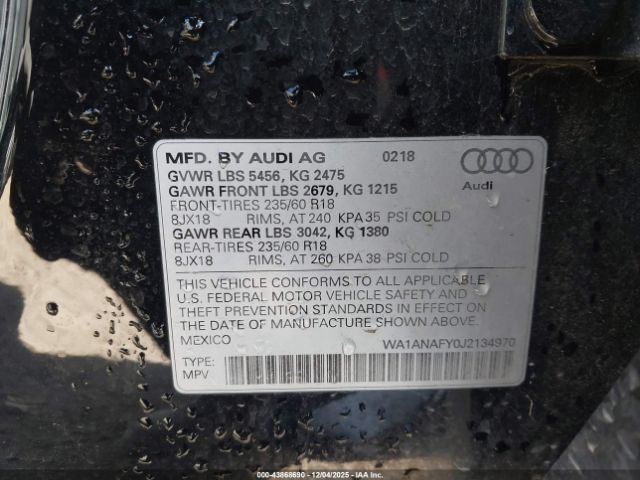 MFD. BY AUDI AG 0218
GVWR LBS 5456, KG 2475
GAWR FRONT LBS 2679, KG 1215
FRONT-TIRES 235/60 R18
8JX18 RIMS, AT 240 KPA 35 PSI COLD
GAWR REAR LBS 3042, KG 1380
REAR-TIRES 235/60 R18
8JX18 RIMS, AT 260 KPA 38 PSI COLD
Audi
THIS VEHICLE CONFORMS TO ALL APPLICABLE
U.S. FEDERAL MOTOR VEHICLE SAFETY AND
THEFT PREVENTION STANDARDS IN EFFECT ON
THE DATE OF MANUFACTURE SHOWN ABOVE.
MEXICO WA1ANAFY0J2134970
TYPE:
MPV
000-43868690 - 12/04/2025 - IAAI.COM